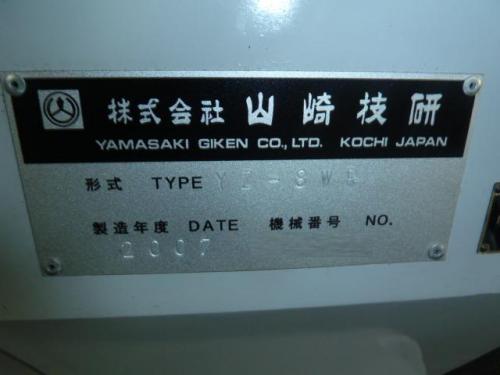 株式会社 山崎技研
YAMASAKI GIKEN CO., LTD. KOCHI JAPAN
形式 TYPE
製造年度 DATE 機械番号 NO.
2007